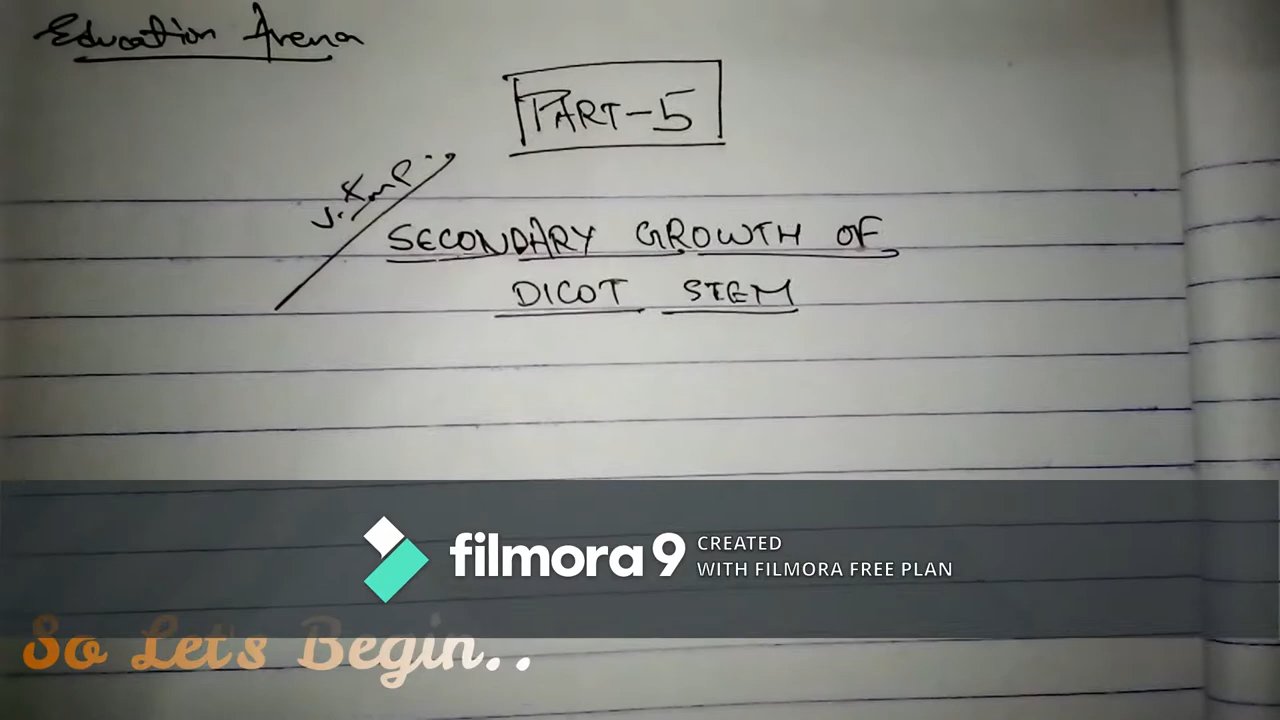 Education Arena
PART-5
v. Imp.
SECONDARY GROWTH OF
DICOT STEM
filmora 9
CREATED
WITH FILMORA FREE PLAN
So Let's Begin..